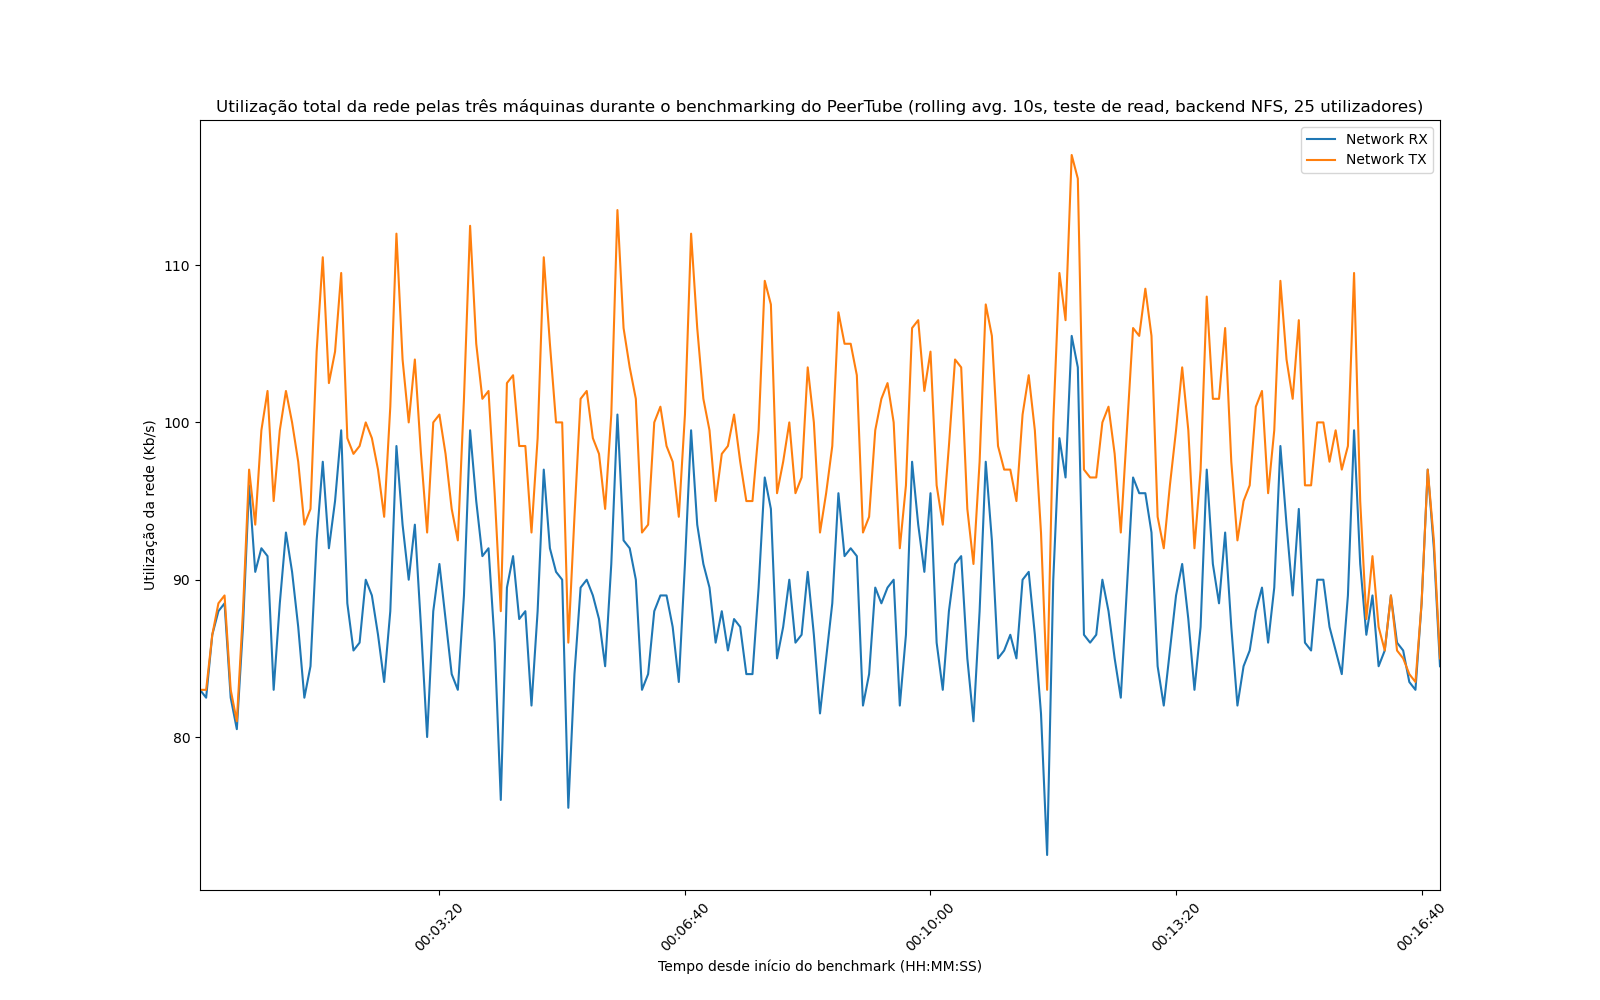 Utilização total da rede pelas três máquinas durante o benchmarking do PeerTube (rolling avg. 10s, teste de read, backend NFS, 25 utilizadores)
Network RX
Network TX
110
100
90
80
Utilização da rede (Kb/s)
00:03:20
00:06:40
00:10:00
00:13:20
00:16:40
Tempo desde início do benchmark (HH:MM:SS)